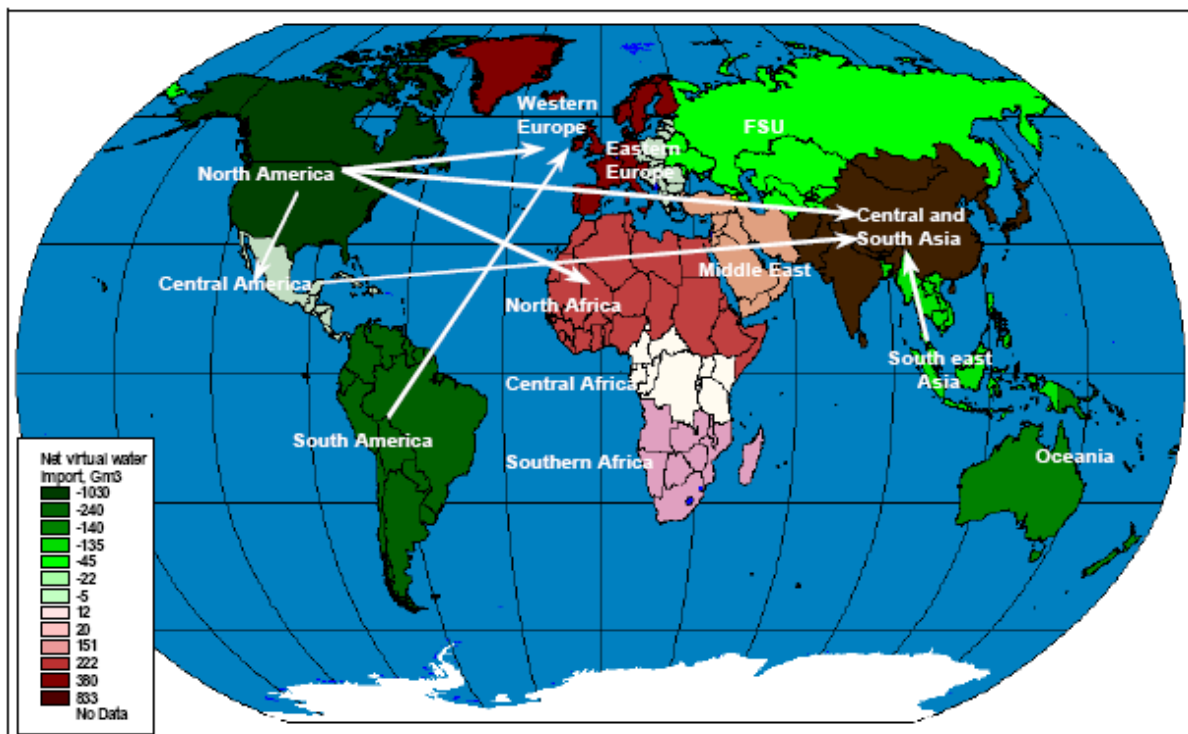 Western
Europe
FSU
Eastern
Europe
North America
Central and
South Asia
Central America
Middle East
North Africa
South east
Asia
Central Africa
South America
Southern Africa
Oceania
Net virtual water
import, Gm3
-1030
-240
-140
-135
-45
-22
-5
12
20
151
222
380
833
No Data